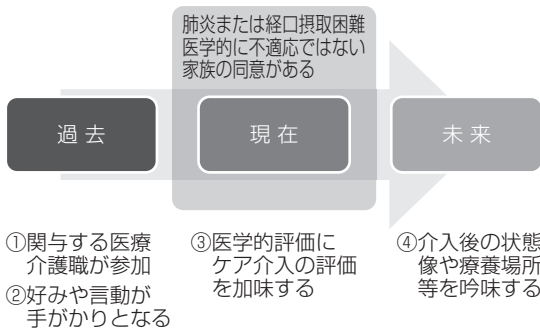 肺炎または経口摂取困難
医学的に不適応ではない
家族の同意がある
過去
現在
未来
①関与する医療
介護職が参加
②好みや言動が
手がかりとなる
③医学的評価に
ケア介入の評価
を加味する
④介入後の状態
像や療養場所
等を吟味する